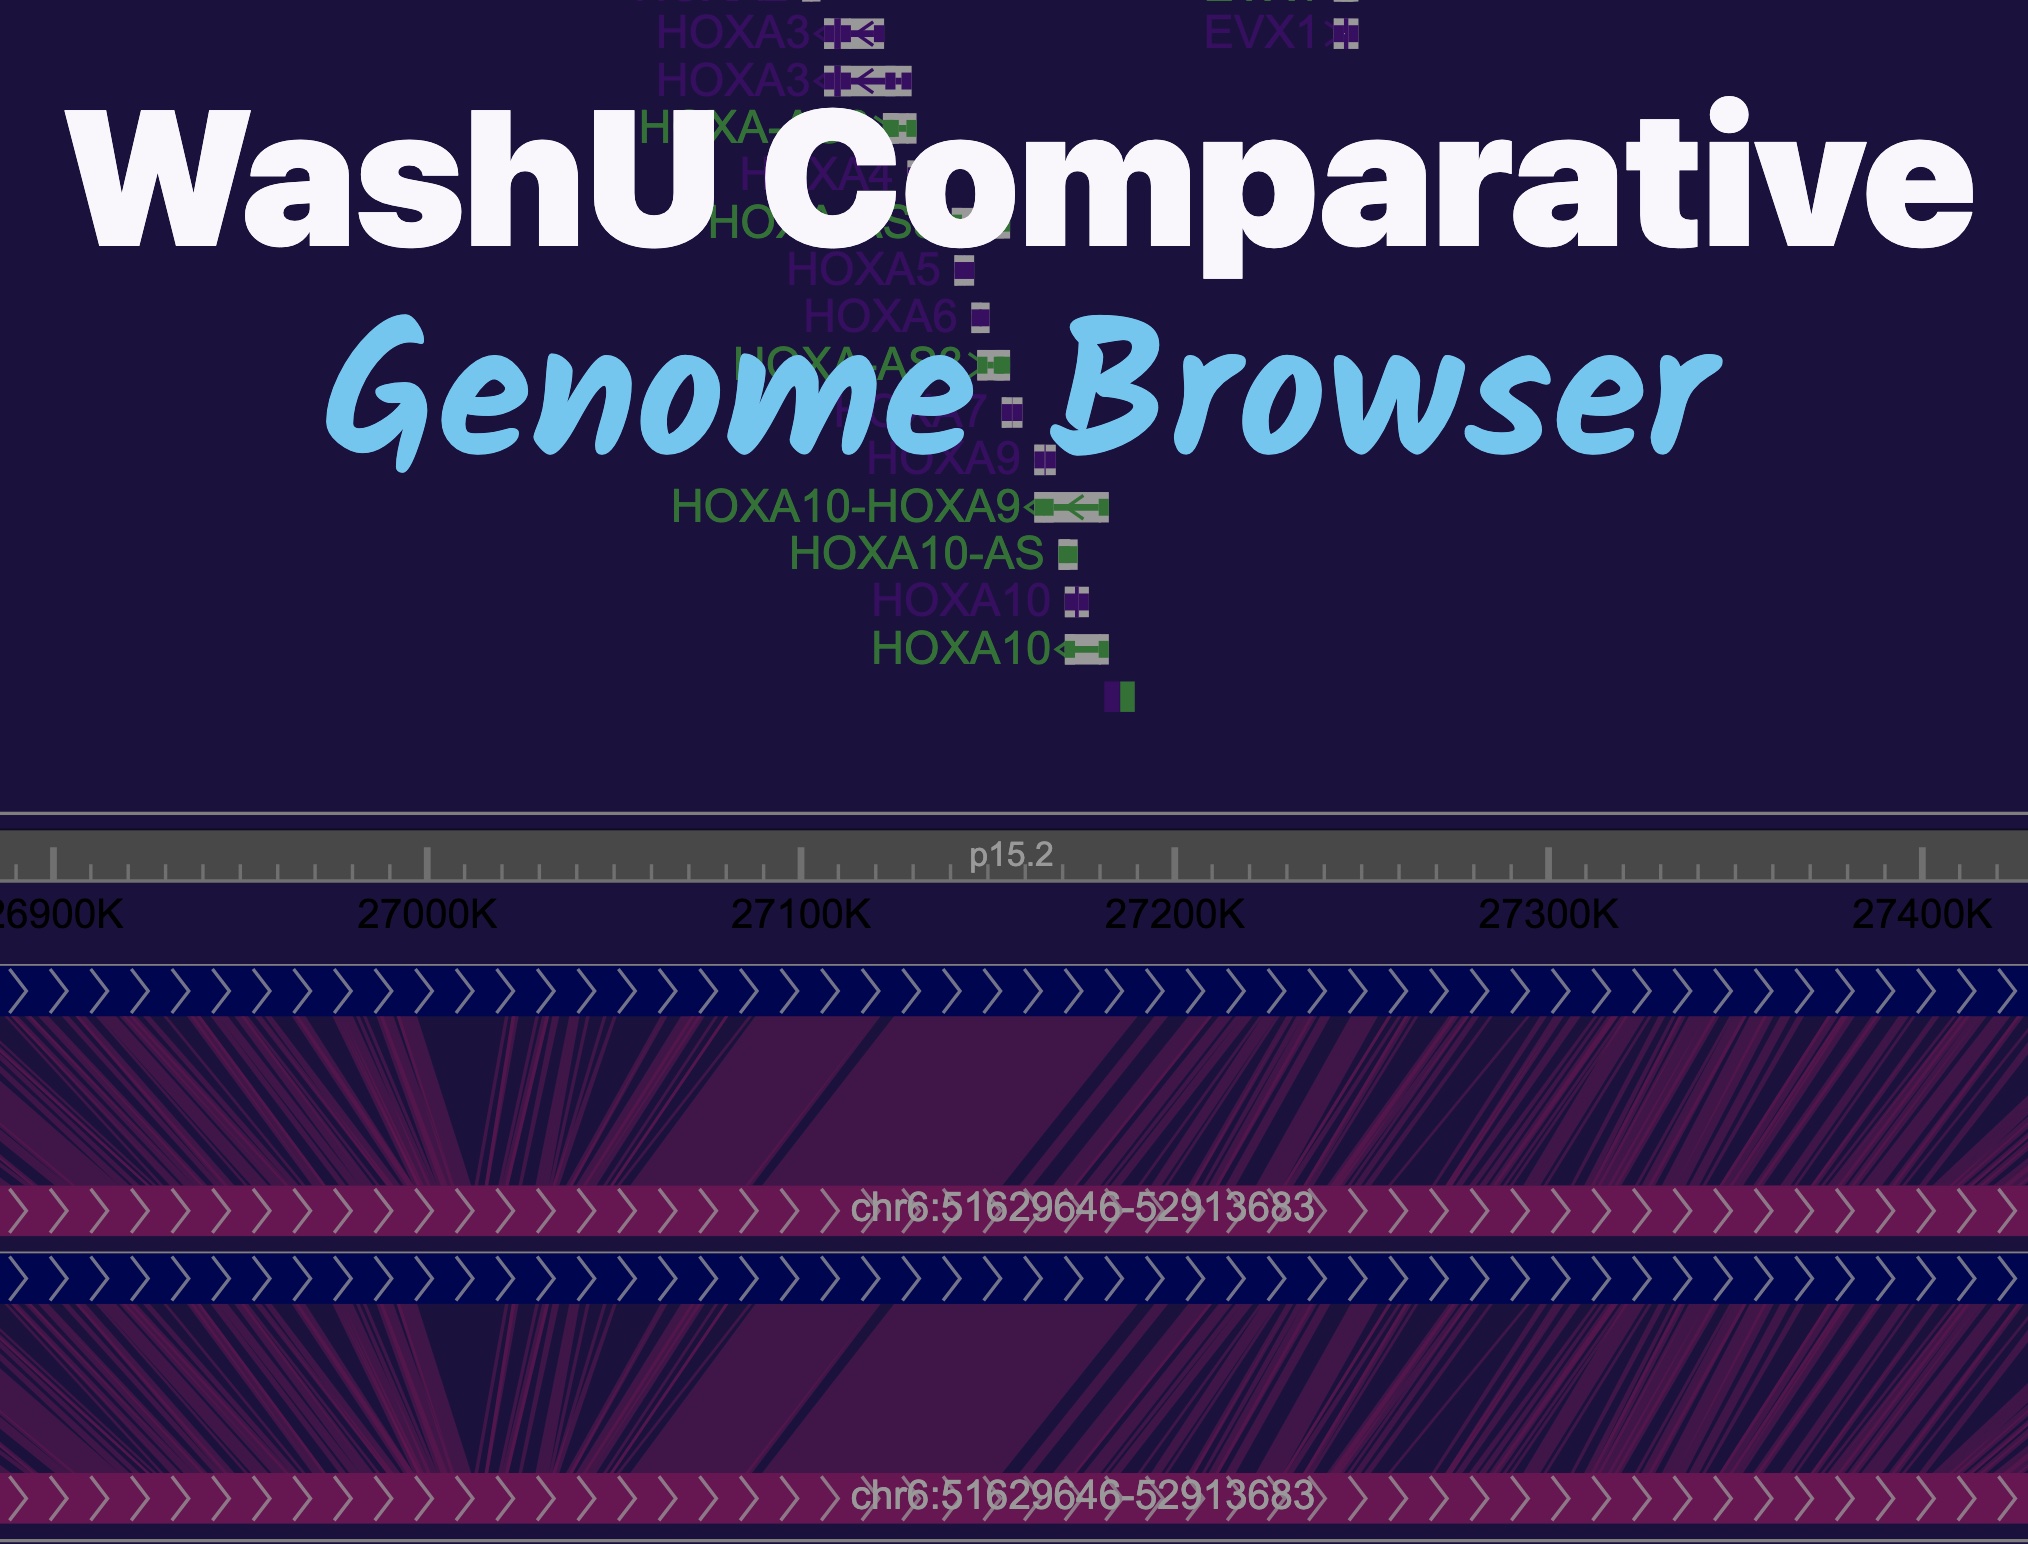 HOXA3
EVX1
HOXA3
WashU Comparative
HOXA4
HOXA5
HOXA6
Genome Browser
HOXA9
HOXA10-HOXA9
HOXA10-AS
HOXA10
HOXA10
p15.2
26900K 27000K 27100K 27200K 27300K 27400K
chr6:51629646-52913683
chr6:51629646-52913683